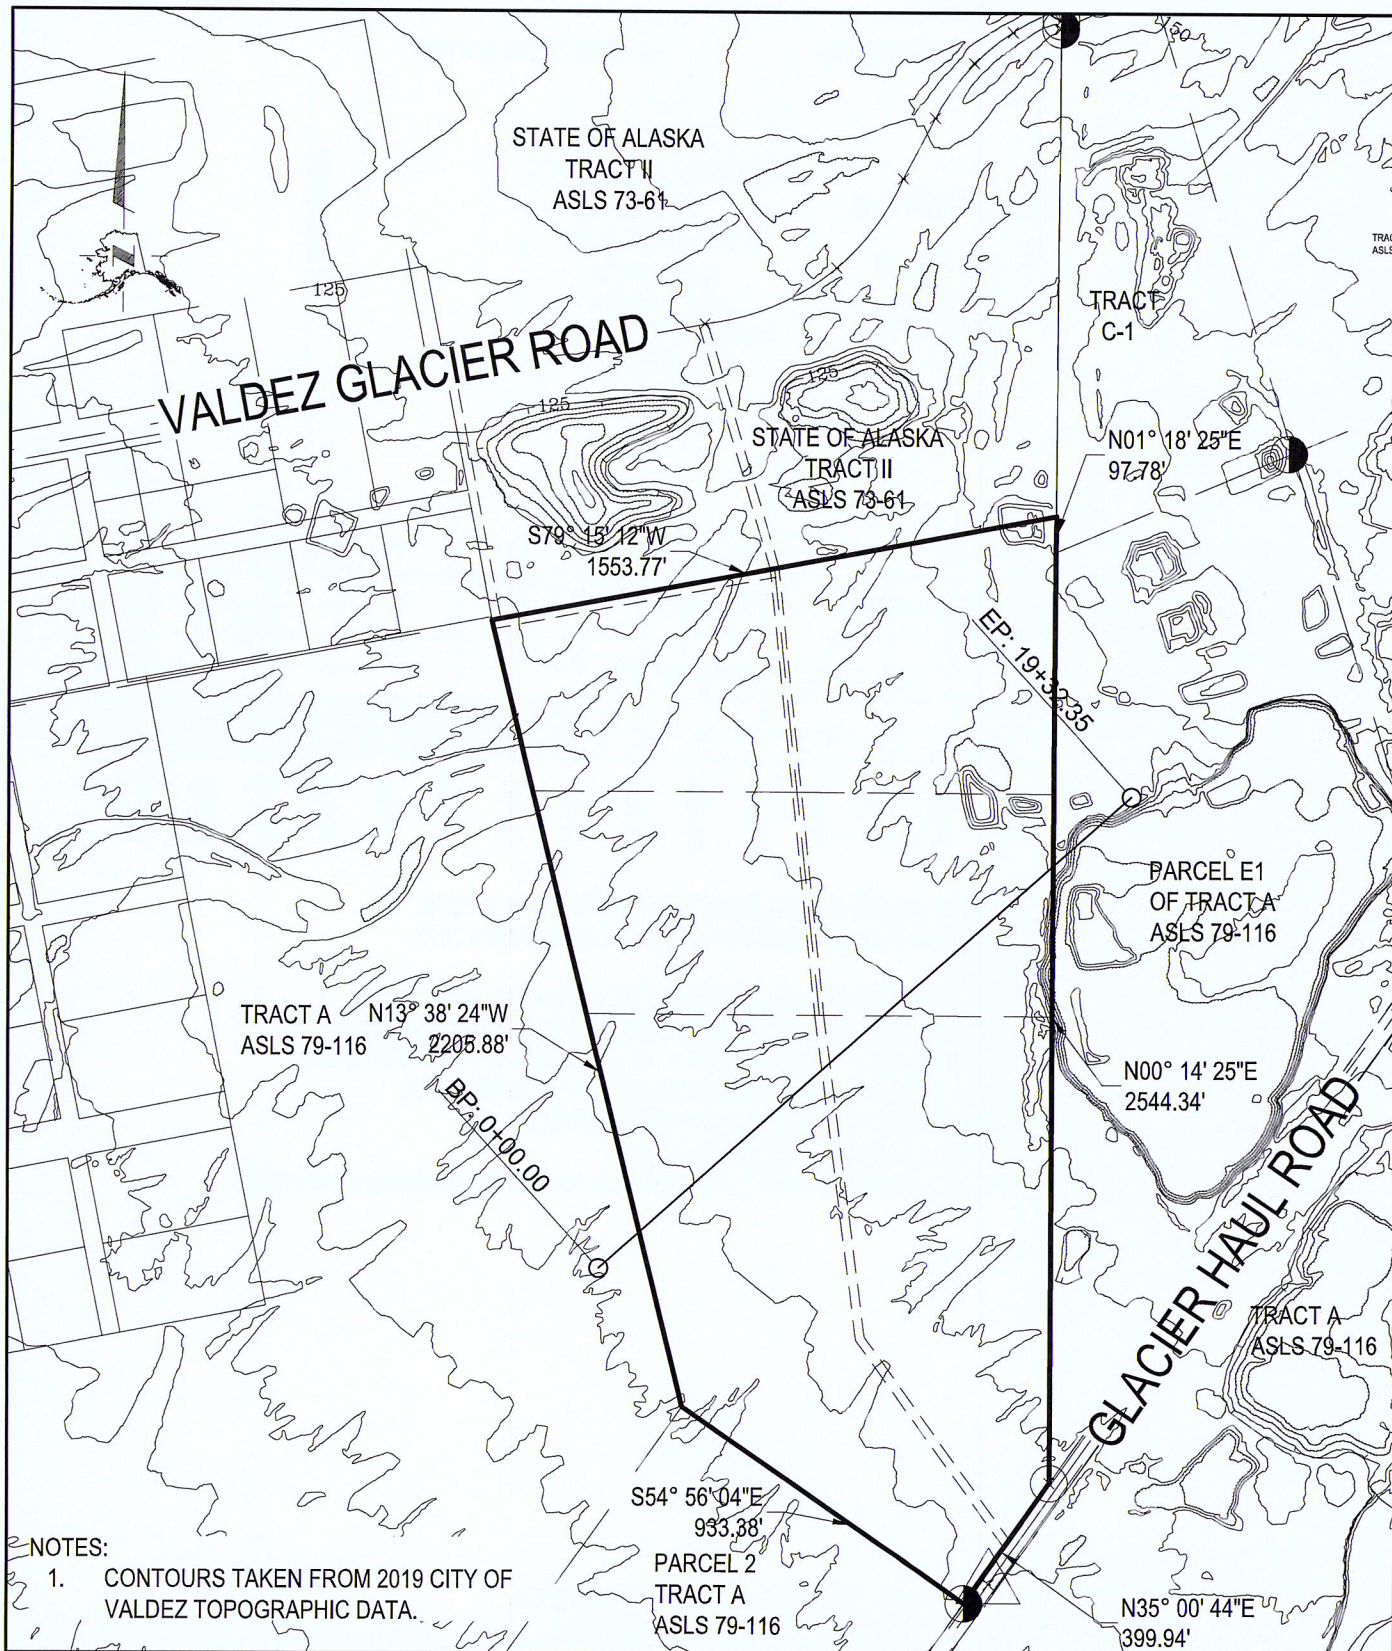 150
STATE OF ALASKA
TRACT II
ASLS 73-61
N
125
TRACT
C-1
VALDEZ GLACIER ROAD
125
125
STATE OF ALASKA
TRACT II
ASLS 73-61
N01° 18' 25"E
97.78'
S79° 15' 12"W
1553.77'
EP: 19+32.35
PARCEL E1
OF TRACT A
ASLS 79-116
TRACT A
ASLS 79-116
N13° 38' 24"W
2205.88'
N00° 14' 25"E
2544.34'
BP: 0+00.00
GLACIER HAUL ROAD
TRACT A
ASLS 79-116
S54° 56' 04"E
933.38'
PARCEL 2
TRACT A
ASLS 79-116
N35° 00' 44"E
399.94'
NOTES:
1. CONTOURS TAKEN FROM 2019 CITY OF
VALDEZ TOPOGRAPHIC DATA.